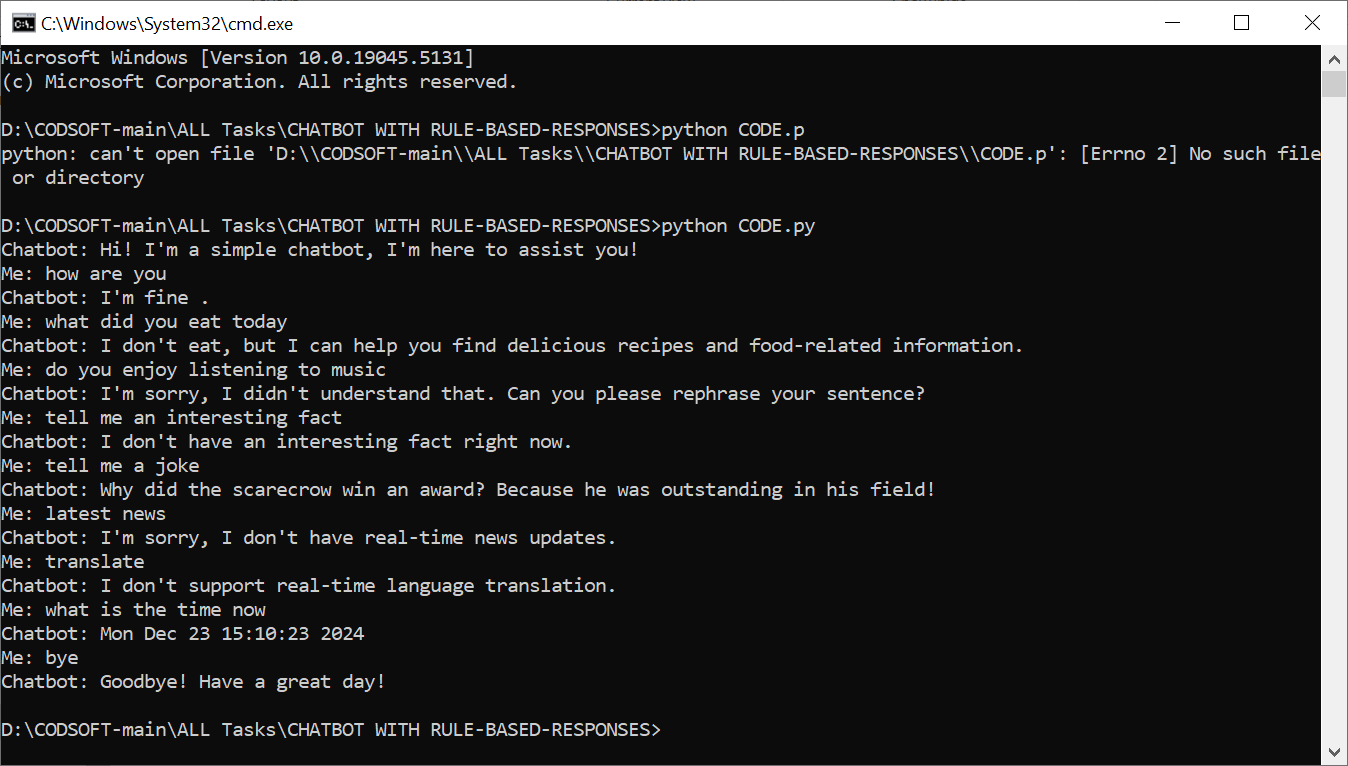 C:\Windows\System32\cmd.exe
Microsoft Windows [Version 10.0.19045.5131]
(c) Microsoft Corporation. All rights reserved.
D:\CODSOFT-main\ALL Tasks\CHATBOT WITH RULE-BASED-RESPONSES>python CODE.p
python: can't open file 'D:\\CODSOFT-main\\ALL Tasks\\CHATBOT WITH RULE-BASED-RESPONSES\\CODE.p': [Errno 2] No such file
 or directory
D:\CODSOFT-main\ALL Tasks\CHATBOT WITH RULE-BASED-RESPONSES>python CODE.py
Chatbot: Hi! I'm a simple chatbot, I'm here to assist you!
Me: how are you
Chatbot: I'm fine .
Me: what did you eat today
Chatbot: I don't eat, but I can help you find delicious recipes and food-related information.
Me: do you enjoy listening to music
Chatbot: I'm sorry, I didn't understand that. Can you please rephrase your sentence?
Me: tell me an interesting fact
Chatbot: I don't have an interesting fact right now.
Me: tell me a joke
Chatbot: Why did the scarecrow win an award? Because he was outstanding in his field!
Me: latest news
Chatbot: I'm sorry, I don't have real-time news updates.
Me: translate
Chatbot: I don't support real-time language translation.
Me: what is the time now
Chatbot: Mon Dec 23 15:10:23 2024
Me: bye
Chatbot: Goodbye! Have a great day!
D:\CODSOFT-main\ALL Tasks\CHATBOT WITH RULE-BASED-RESPONSES>